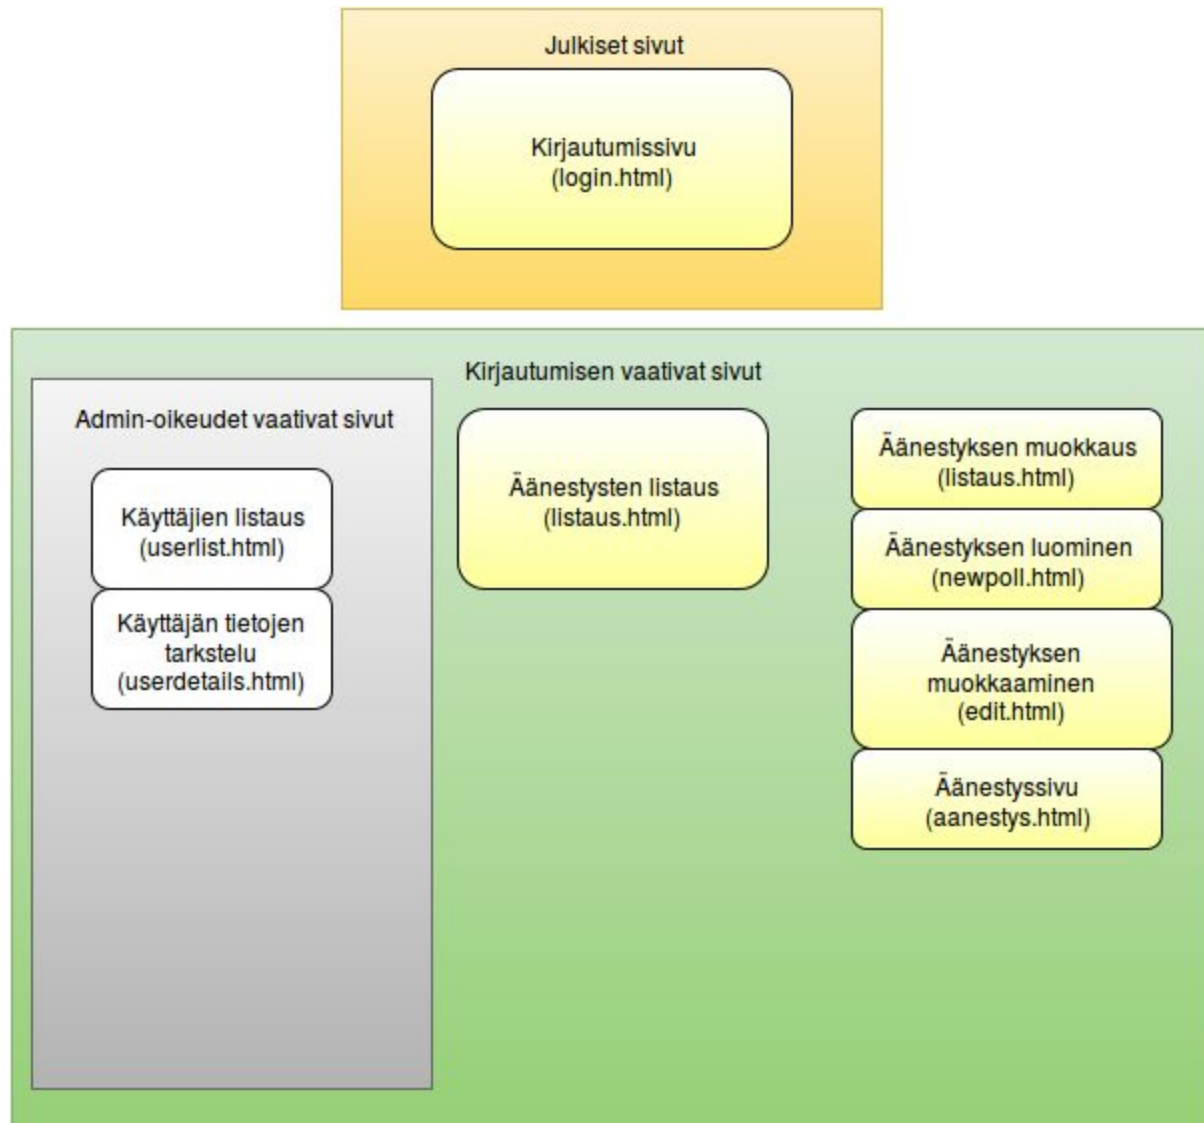 Julkiset sivut
Kirjautumissivu
(login.html)
Kirjautumisen vaativat sivut
Admin-oikeudet vaativat sivut
Käyttäjien listaus
(userlist.html)
Käyttäjän tietojen
tarkstelu
(userdetails.html)
Äänestysten listaus
(listaus.html)
Äänestyksen muokkaus
(listaus.html)
Äänestyksen luominen
(newpoll.html)
Äänestyksen
muokkaaminen
(edit.html)
Äänestyssivu
(aanestys.html)